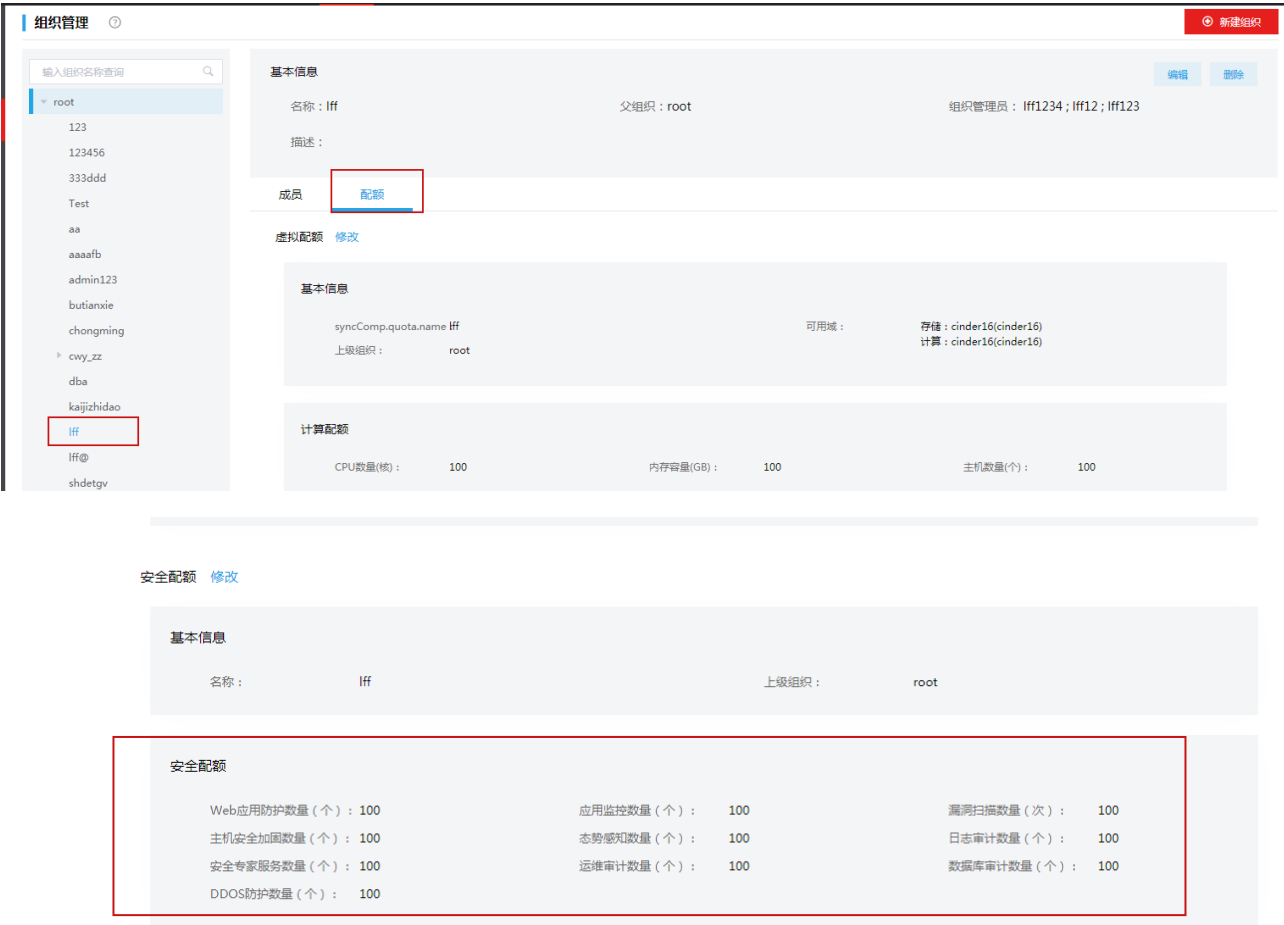 组织管理 ?
新建组织
输入组织名称查询
root
123
123456
333ddd
Test
aa
aaaafb
admin123
butianxie
chongming
cwy_zz
dba
kaijizhidao
lff
lff@
shdetgv
基本信息 编辑 删除
名称：lff 父组织：root 组织管理员： lff1234 ; lff12 ; lff123
描述：
成员 配额
虚拟配额 修改
基本信息
syncComp.quota.name lff 可用域： 存储：cinder16(cinder16)
计算：cinder16(cinder16)
上级组织： root
计算配额
CPU数量(核)： 100 内存容量(GB)： 100 主机数量(个)： 100
安全配额 修改
基本信息
名称： lff 上级组织： root
安全配额
Web应用防护数量（个）： 100 应用监控数量（个）： 100 漏洞扫描数量（次）： 100
主机安全加固数量（个）： 100 态势感知数量（个）： 100 日志审计数量（个）： 100
安全专家服务数量（个）： 100 运维审计数量（个）： 100 数据库审计数量（个）： 100
DDOS防护数量（个）： 100